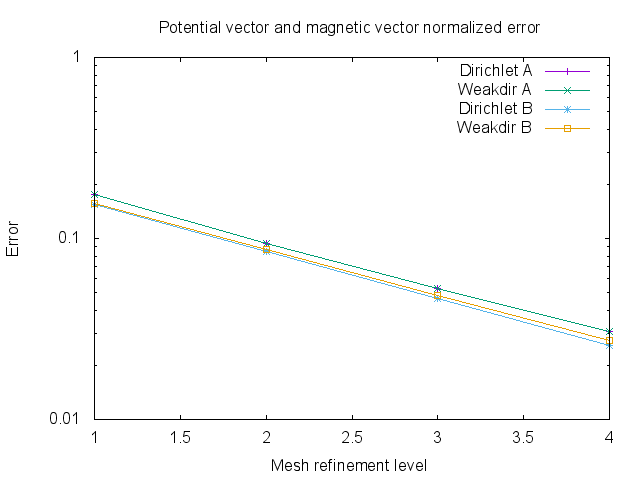 Potential vector and magnetic vector normalized error
1
Dirichlet A
Weakdir A
Dirichlet B
Weakdir B
Error
0.1
0.01
1 1.5 2 2.5 3 3.5 4
Mesh refinement level